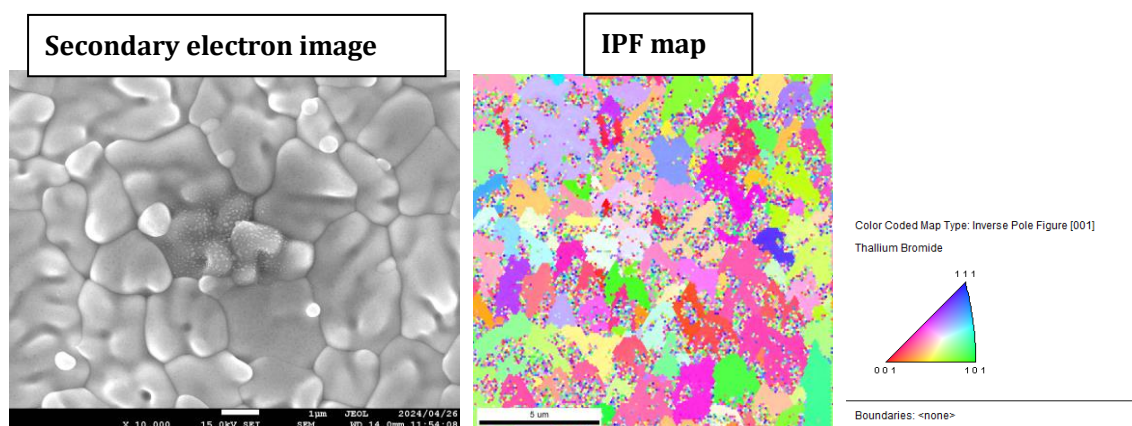 Secondary electron image
IPF map
Color Coded Map Type: Inverse Pole Figure [001]
Thallium Bromide
1 1 1
0 0 1
1 0 1
Boundaries: <none>
1µm JEOL 2024/04/26
X 10,000 15.0kV SEI SEM WD 14.0mm 11:54:08
5 um